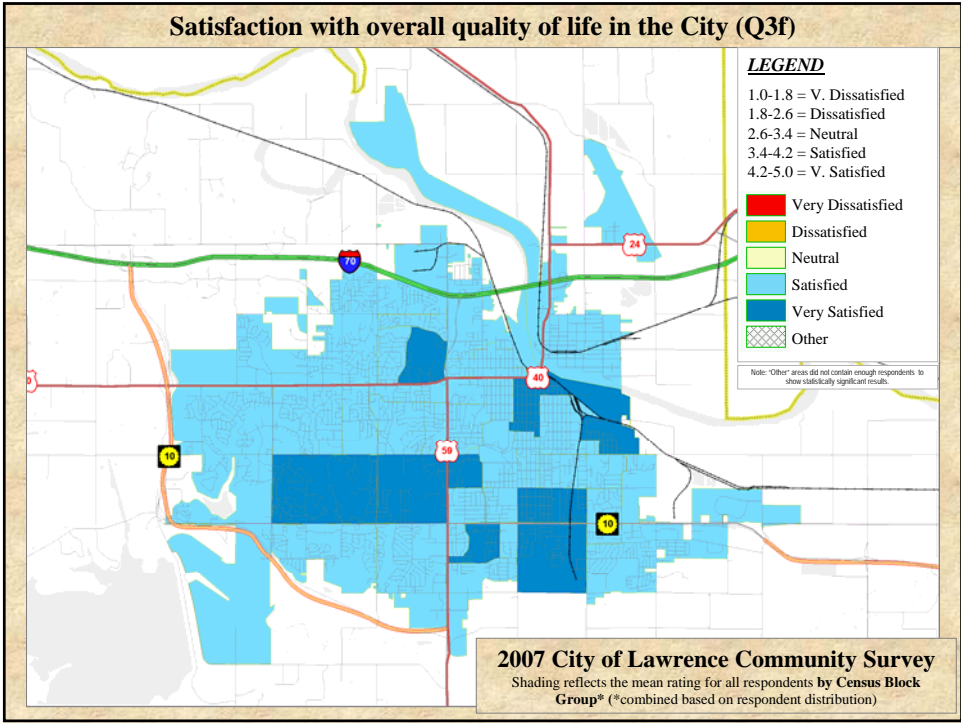 Satisfaction with overall quality of life in the City (Q3f)
LEGEND
1.0-1.8 = V. Dissatisfied
1.8-2.6 = Dissatisfied
2.6-3.4 = Neutral
3.4-4.2 = Satisfied
4.2-5.0 = V. Satisfied
Very Dissatisfied
Dissatisfied
Neutral
Satisfied
Very Satisfied
Other
Note: "Other" areas did not contain enough respondents to
show statistically significant results.
24
70
40
59
10
10
2007 City of Lawrence Community Survey
Shading reflects the mean rating for all respondents by Census Block
Group* (*combined based on respondent distribution)